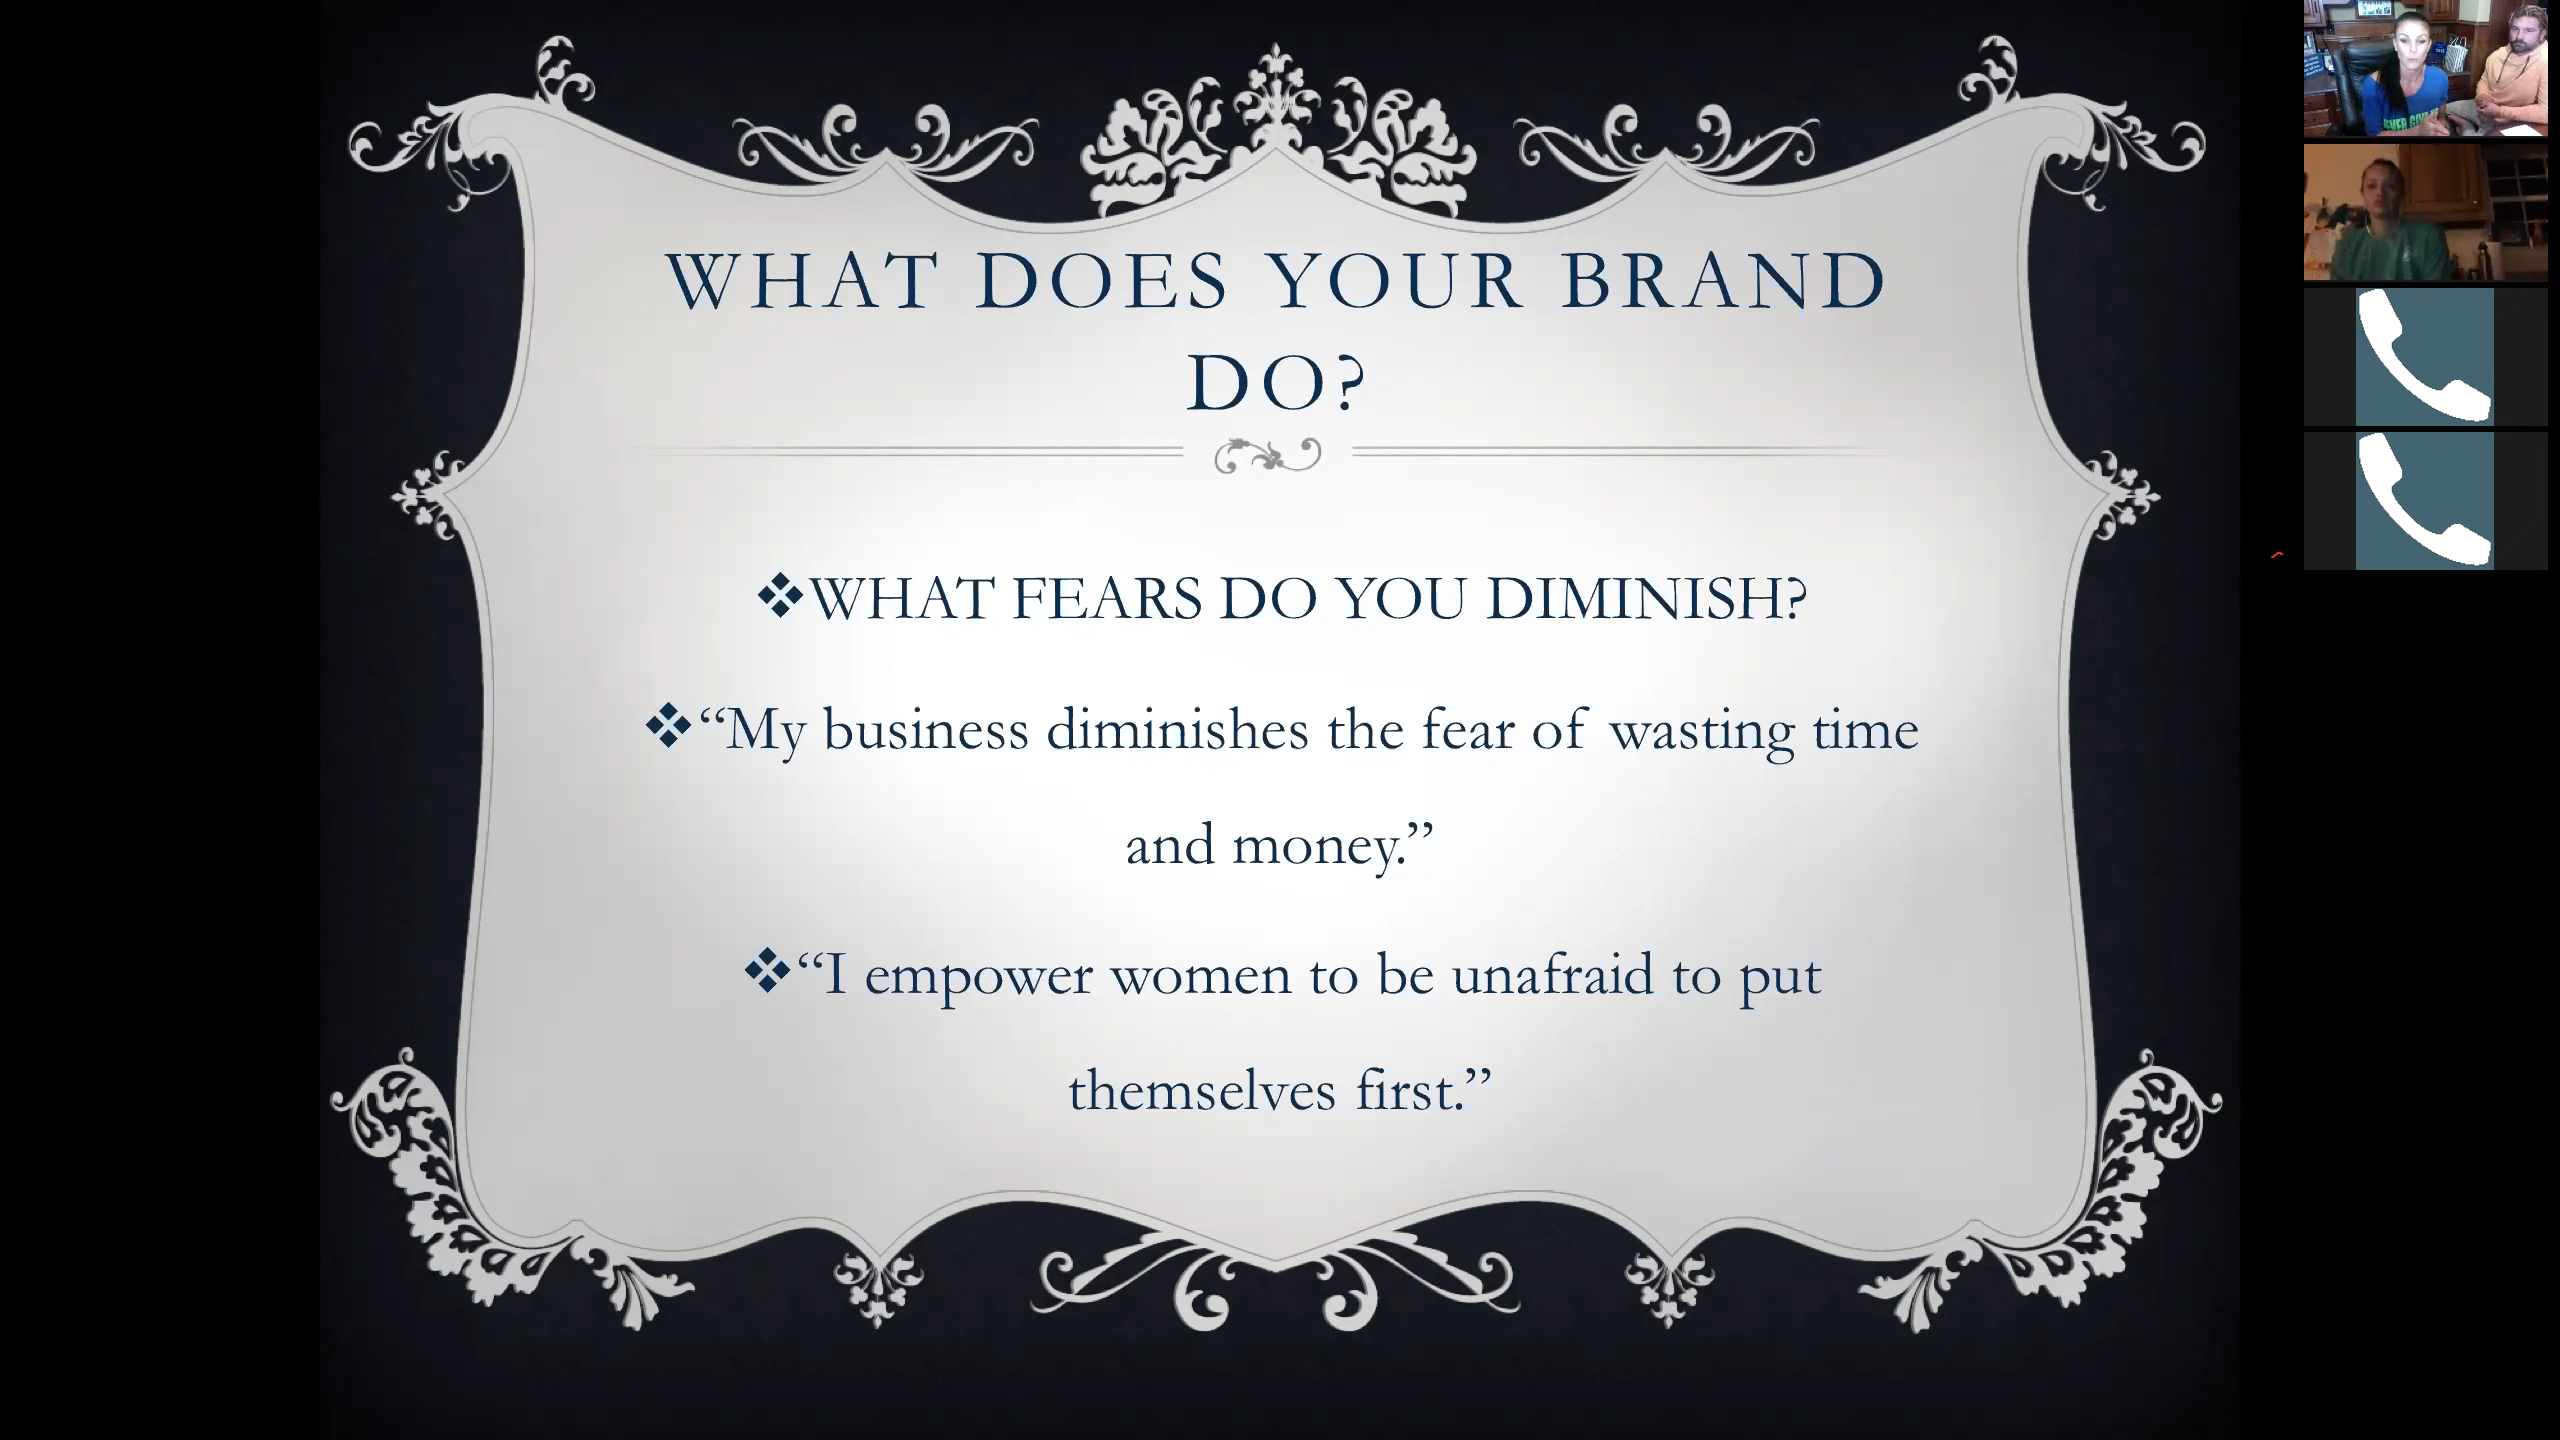 WHAT DOES YOUR BRAND
DO?
❖WHAT FEARS DO YOU DIMINISH?
❖“My business diminishes the fear of wasting time
and money.”
❖“I empower women to be unafraid to put
themselves first.”